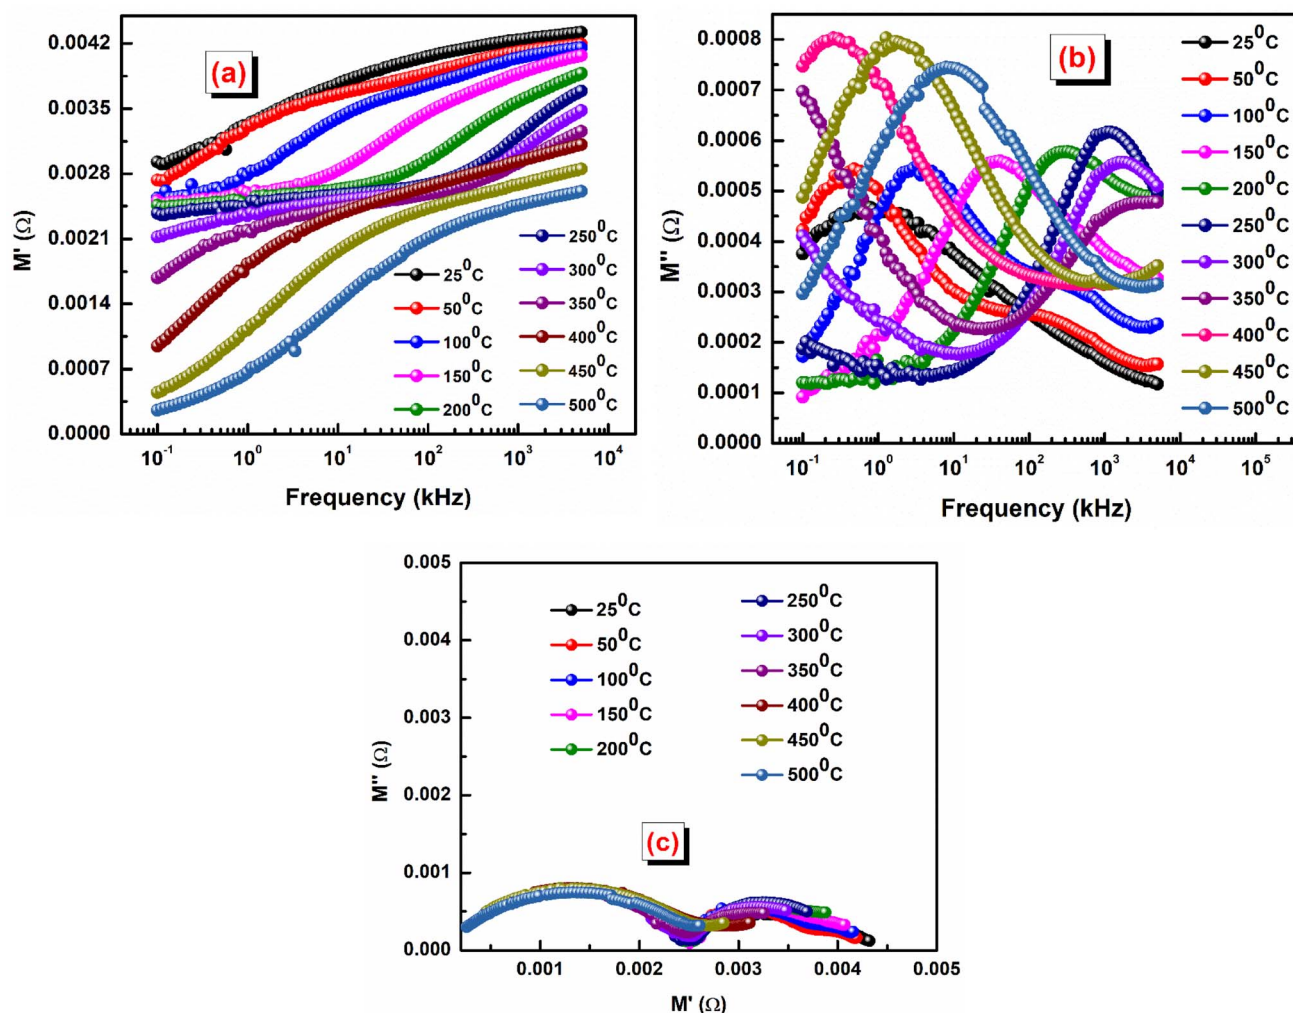 (a)
M' (Ω)
0.0042
0.0035
0.0028
0.0021
0.0014
0.0007
0.0000
25⁰C
50⁰C
100⁰C
150⁰C
200⁰C
250⁰C
300⁰C
350⁰C
400⁰C
450⁰C
500⁰C
10⁻¹ 10⁰ 10¹ 10² 10³ 10⁴
Frequency (kHz)
(b)
M'' (Ω)
0.0008
0.0007
0.0006
0.0005
0.0004
0.0003
0.0002
0.0001
0.0000
25⁰C
50⁰C
100⁰C
150⁰C
200⁰C
250⁰C
300⁰C
350⁰C
400⁰C
450⁰C
500⁰C
10⁻¹ 10⁰ 10¹ 10² 10³ 10⁴ 10⁵
Frequency (kHz)
(c)
M'' (Ω)
0.005
0.004
0.003
0.002
0.001
0.000
25⁰C
50⁰C
100⁰C
150⁰C
200⁰C
250⁰C
300⁰C
350⁰C
400⁰C
450⁰C
500⁰C
0.001 0.002 0.003 0.004 0.005
M' (Ω)